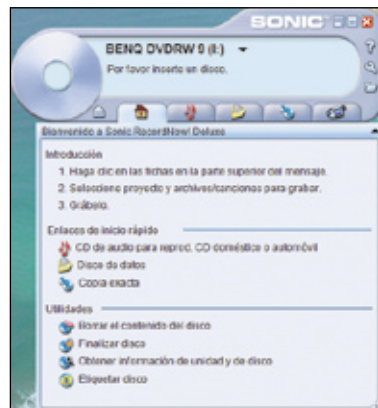 SONIC
BENQ DVDRW 9 (I:)
Por favor inserte un disco.
Bienvenido a Sonic RecordNow! Deluxe
Introducción
1. Haga clic en las fichas en la parte superior del mensaje.
2. Seleccione proyecto y archivos/canciones para grabar.
3. Grábelo.
Enlaces de inicio rápido
CD de audio para reprod. CD doméstico o automóvil
Disco de datos
Copia exacta
Utilidades
Borrar el contenido del disco
Finalizar disco
Obtener información de unidad y de disco
Etiquetar disco